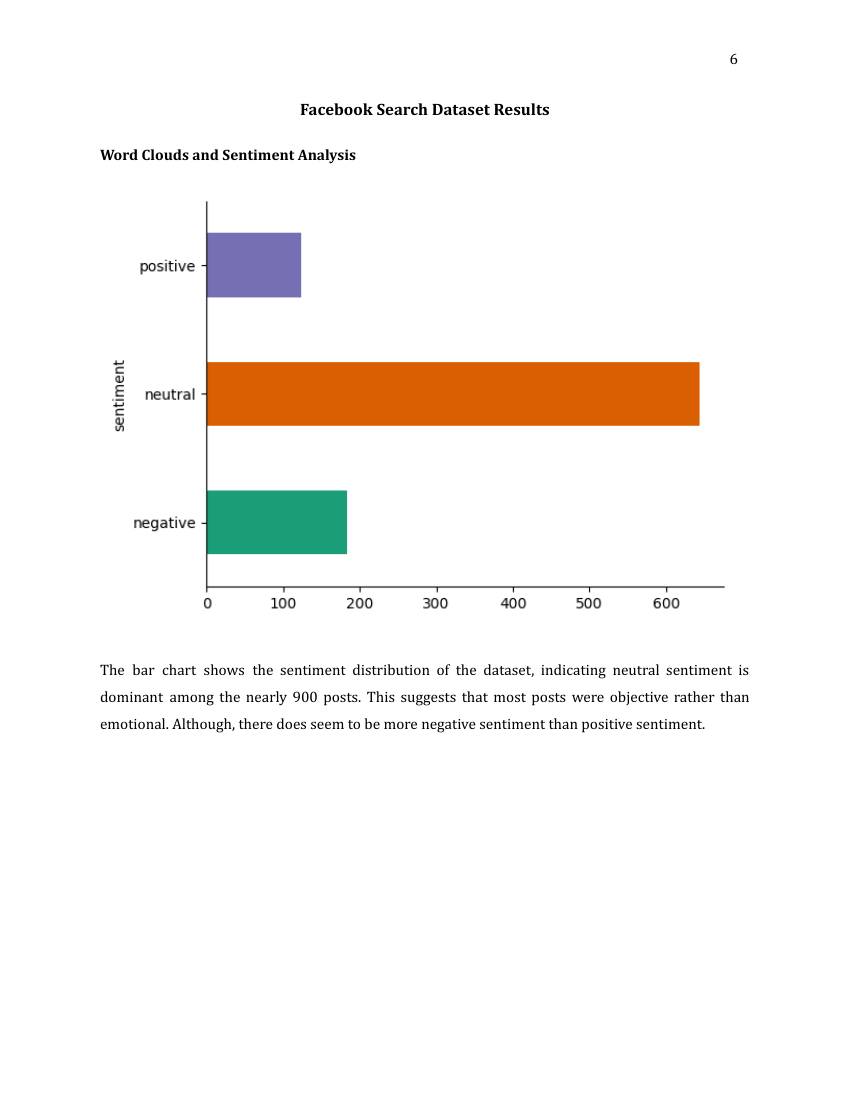 6
Facebook Search Dataset Results
Word Clouds and Sentiment Analysis
positive
neutral
negative
sentiment
0 100 200 300 400 500 600
The bar chart shows the sentiment distribution of the dataset, indicating neutral sentiment is
dominant among the nearly 900 posts. This suggests that most posts were objective rather than
emotional. Although, there does seem to be more negative sentiment than positive sentiment.